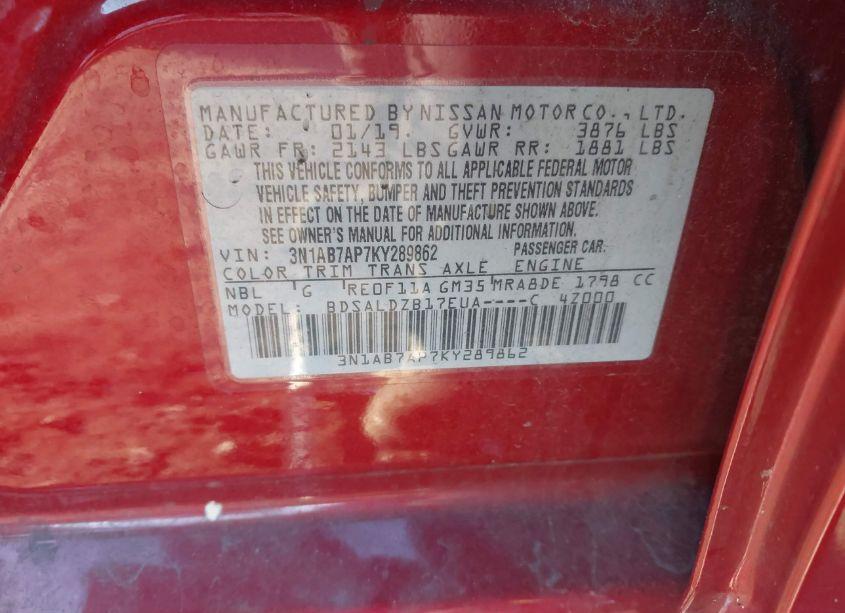 MANUFACTURED BY NISSAN MOTOR CO., LTD.
DATE: 01/19. GVWR: 3876 LBS
GAWR FR: 2143 LBS GAWR RR: 1881 LBS
THIS VEHICLE CONFORMS TO ALL APPLICABLE FEDERAL MOTOR
VEHICLE SAFETY, BUMPER AND THEFT PREVENTION STANDARDS
IN EFFECT ON THE DATE OF MANUFACTURE SHOWN ABOVE.
SEE OWNER'S MANUAL FOR ADDITIONAL INFORMATION.
VIN: 3N1AB7AP7KY289862 PASSENGER CAR.
COLOR TRIM TRANS AXLE ENGINE
NBL G RE0F11A GM35 MRA8DE 1798 CC
MODEL: BDSALDZB17EUA----C 4Z000
3N1AB7AP7KY289862